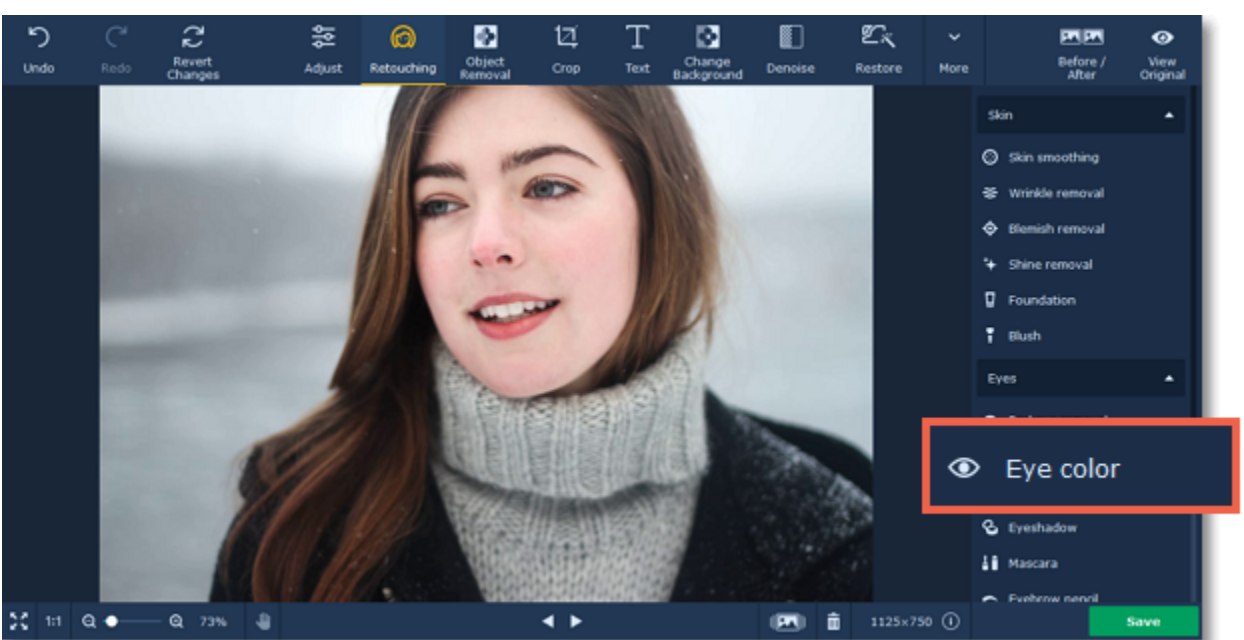 Undo
Redo
Revert
Changes
Adjust
Retouching
Object
Removal
Crop
Text
Change
Background
Denoise
Restore
More
Before /
After
View
Original
Skin
Skin smoothing
Wrinkle removal
Blemish removal
Shine removal
Foundation
Blush
Eyes
Eye color
Eyeshadow
Mascara
Eyebrow pencil
1:1
73%
1125×750
Save